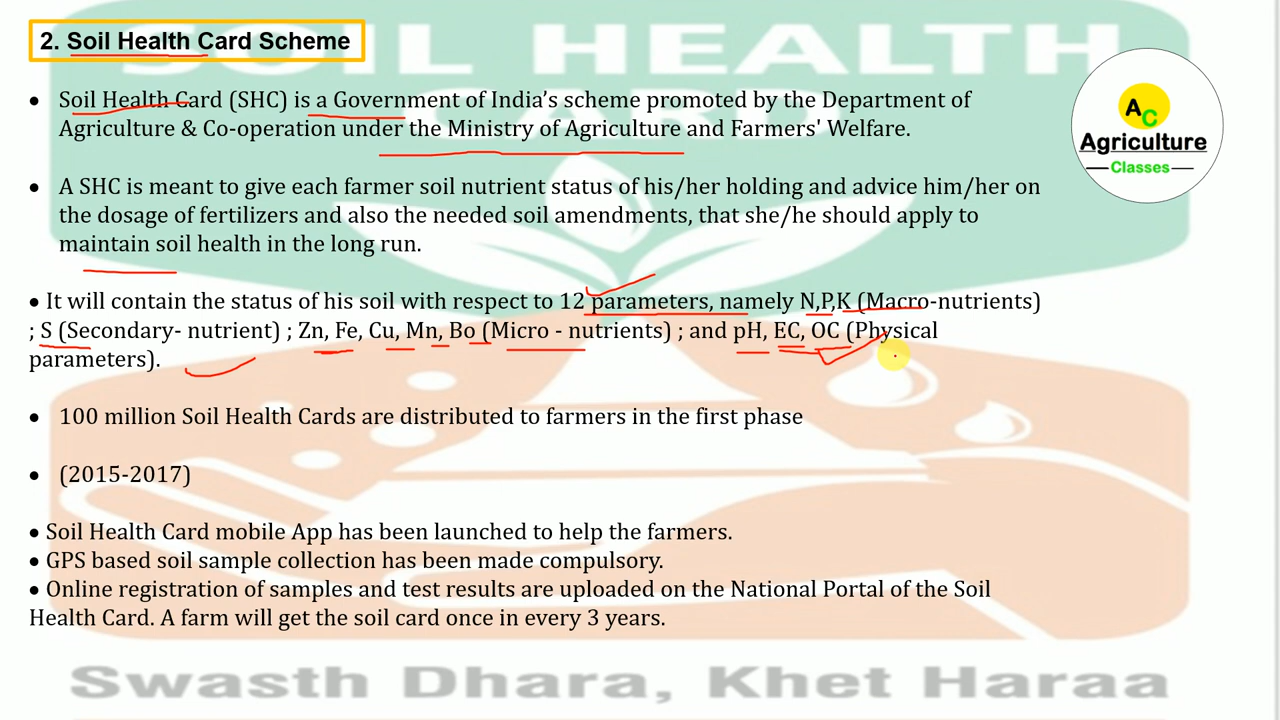 SOIL HEALTH
CARD
2. Soil Health Card Scheme
• Soil Health Card (SHC) is a Government of India’s scheme promoted by the Department of
Agriculture & Co-operation under the Ministry of Agriculture and Farmers' Welfare.
AC
Agriculture
Classes
• A SHC is meant to give each farmer soil nutrient status of his/her holding and advice him/her on
the dosage of fertilizers and also the needed soil amendments, that she/he should apply to
maintain soil health in the long run.
• It will contain the status of his soil with respect to 12 parameters, namely N,P,K (Macro-nutrients)
; S (Secondary- nutrient) ; Zn, Fe, Cu, Mn, Bo (Micro - nutrients) ; and pH, EC, OC (Physical
parameters).
• 100 million Soil Health Cards are distributed to farmers in the first phase
• (2015-2017)
• Soil Health Card mobile App has been launched to help the farmers.
• GPS based soil sample collection has been made compulsory.
• Online registration of samples and test results are uploaded on the National Portal of the Soil
Health Card. A farm will get the soil card once in every 3 years.
Swasth Dhara, Khet Haraa